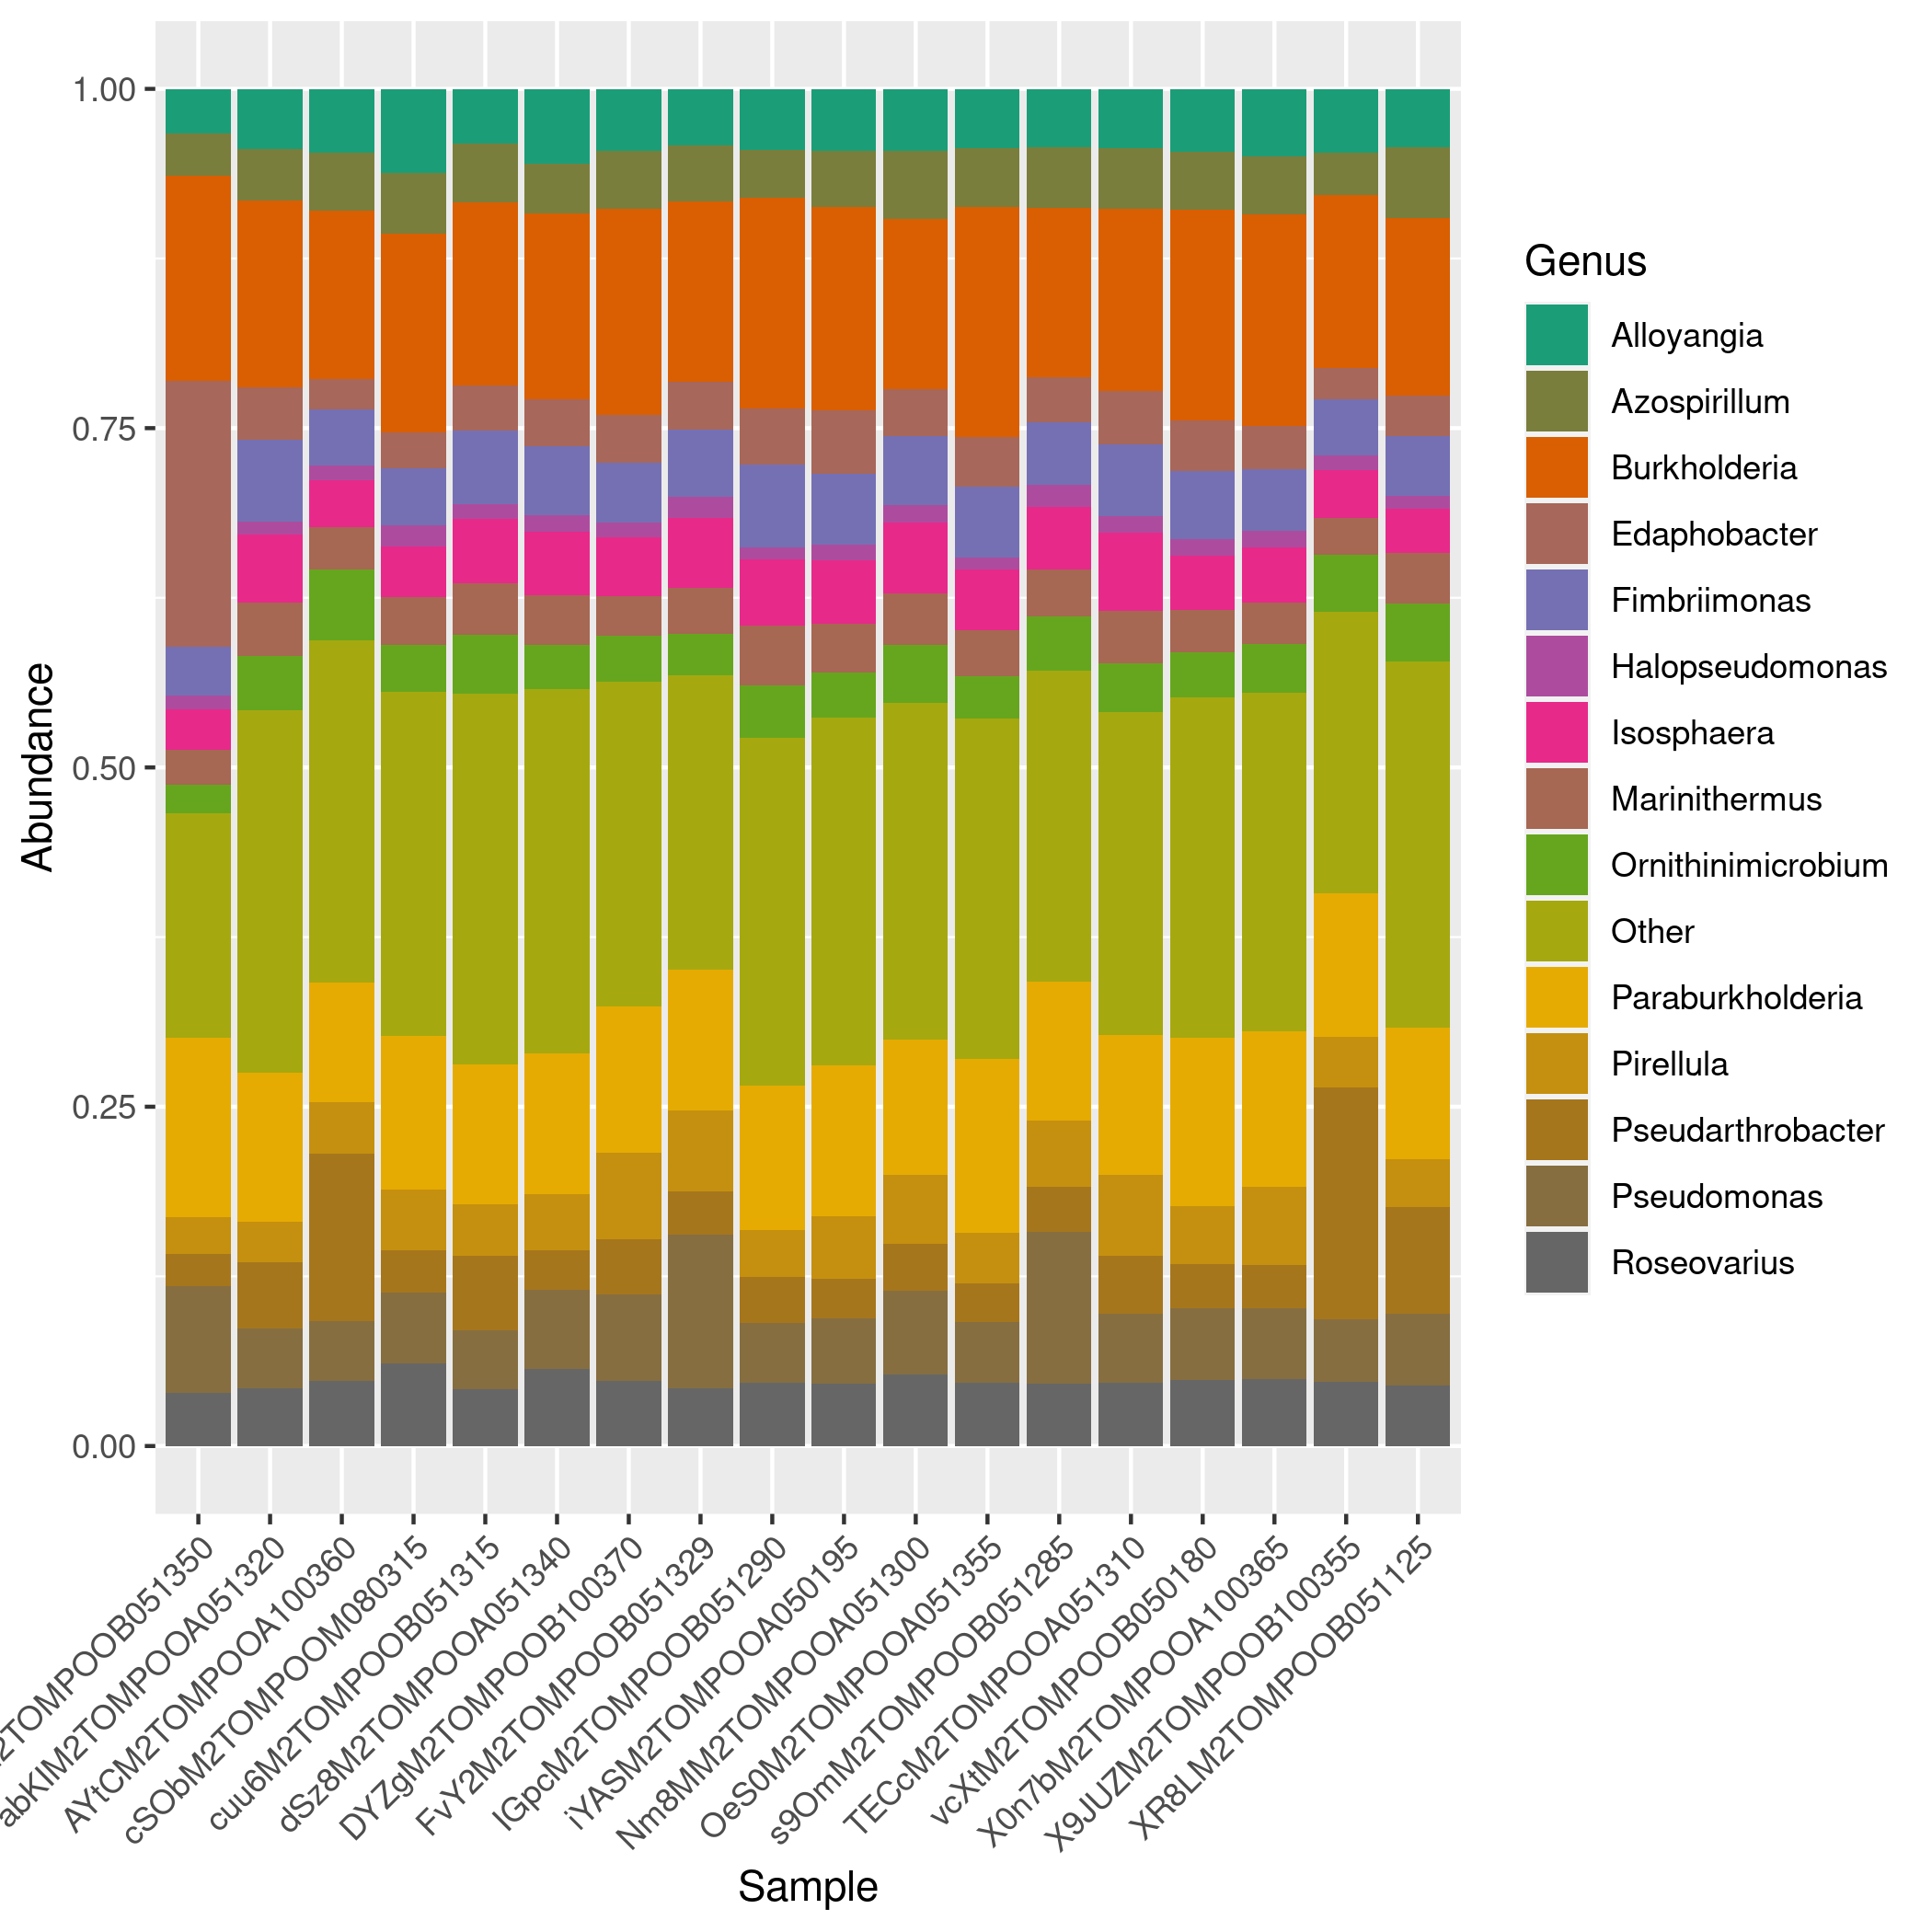 1.00
0.75
0.50
0.25
0.00
Abundance
Genus
Alloyangia
Azospirillum
Burkholderia
Edaphobacter
Fimbriimonas
Halopseudomonas
Isosphaera
Marinithermus
Ornithinimicrobium
Other
Paraburkholderia
Pirellula
Pseudarthrobacter
Pseudomonas
Roseovarius
2TOMPOOB051350
abKIM2TOMPOOA051320
AYtCM2TOMPOOA100360
cSObM2TOMPOOM080315
cuu6M2TOMPOOB051315
dSz8M2TOMPOOA051340
DYZgM2TOMPOOB100370
FvY2M2TOMPOOB051329
IGpcM2TOMPOOB051290
iYASM2TOMPOOA050195
Nm8MM2TOMPOOA051300
OeS0M2TOMPOOA051355
s9OmM2TOMPOOB051285
TECcM2TOMPOOA051310
vcXtM2TOMPOOB050180
X0n7bM2TOMPOOA100365
X9JUZM2TOMPOOB100355
XR8LM2TOMPOOB051125
Sample